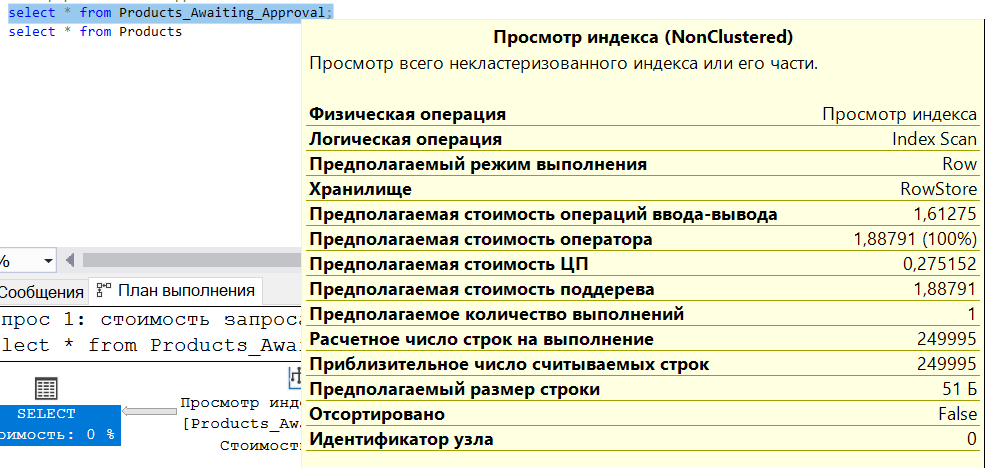 select * from Products_Awaiting_Approval;
select * from Products
Просмотр индекса (NonClustered)
Просмотр всего некластеризованного индекса или его части.
Физическая операция Просмотр индекса
Логическая операция Index Scan
Предполагаемый режим выполнения Row
Хранилище RowStore
Предполагаемая стоимость операций ввода-вывода 1,61275
Предполагаемая стоимость оператора 1,88791 (100%)
Предполагаемая стоимость ЦП 0,275152
Предполагаемая стоимость поддерева 1,88791
Предполагаемое количество выполнений 1
Расчетное число строк на выполнение 249995
Приблизительное число считываемых строк 249995
Предполагаемый размер строки 51 Б
Отсортировано False
Идентификатор узла 0
%
Сообщения План выполнения
прос 1: стоимость запроса
lect * from Products_Awai
SELECT
оимость: 0 %
Просмотр инде
[Products_Awa
Стоимость